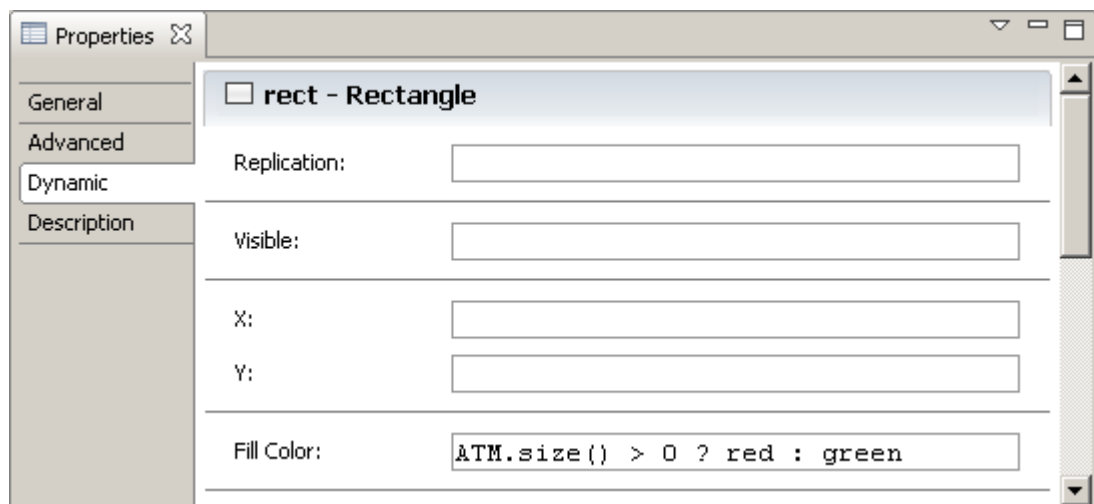 Properties
General
Advanced
Dynamic
Description
rect - Rectangle
Replication:
Visible:
X:
Y:
Fill Color:
ATM.size() > 0 ? red : green